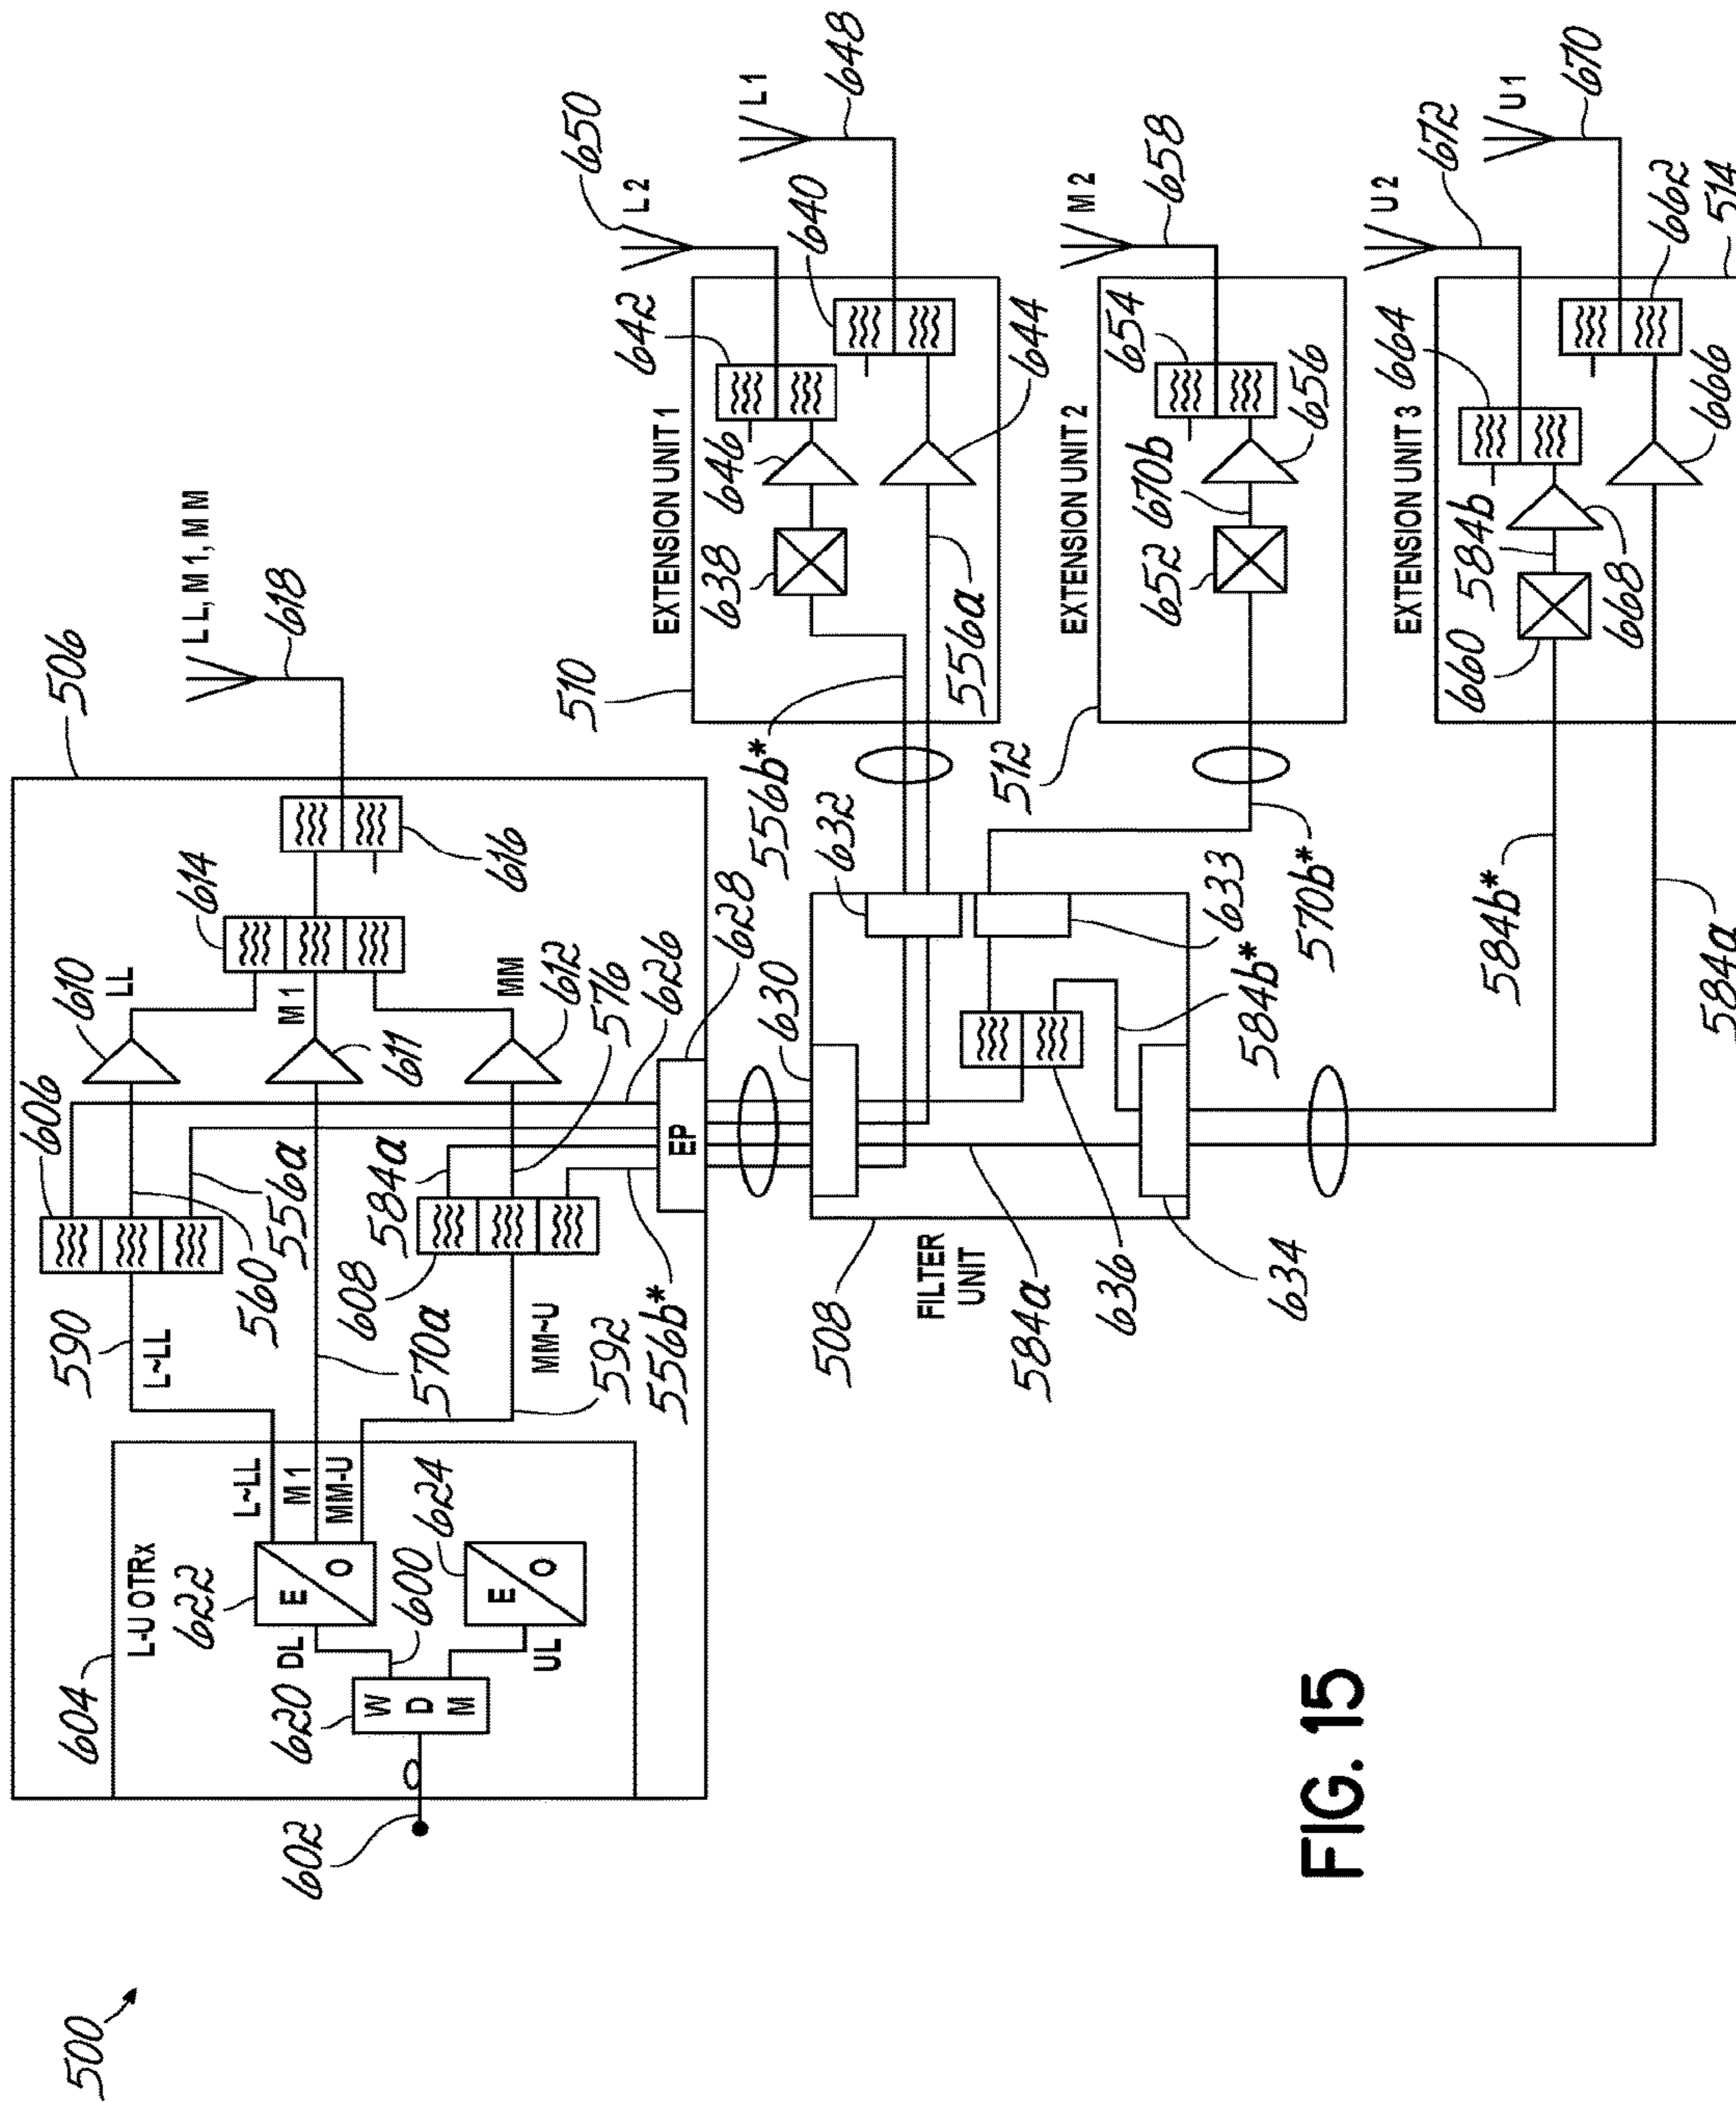 500
506
604
L-U OTRx
622
DL
620
W
D
M
602
600
UL
E
O
624
E
O
L~LL
M 1
MM-U
590
L~LL
560
556a
570a
606
610
LL
M 1
611
MM
612
576
626
628
EP
608
584a
MM~U
592
556b*
614
616
L L, M 1, M M
618
508
FILTER
UNIT
630
632
633
584b*
636
634
584a
510
EXTENSION UNIT 1
556b*
556a
638
646
642
640
644
L 2
650
L 1
648
512
EXTENSION UNIT 2
570b*
652
670b
654
656
M 2
658
EXTENSION UNIT 3
584b*
584a
660
584b
664
668
666
662
514
U 2
672
U 1
670
FIG. 15